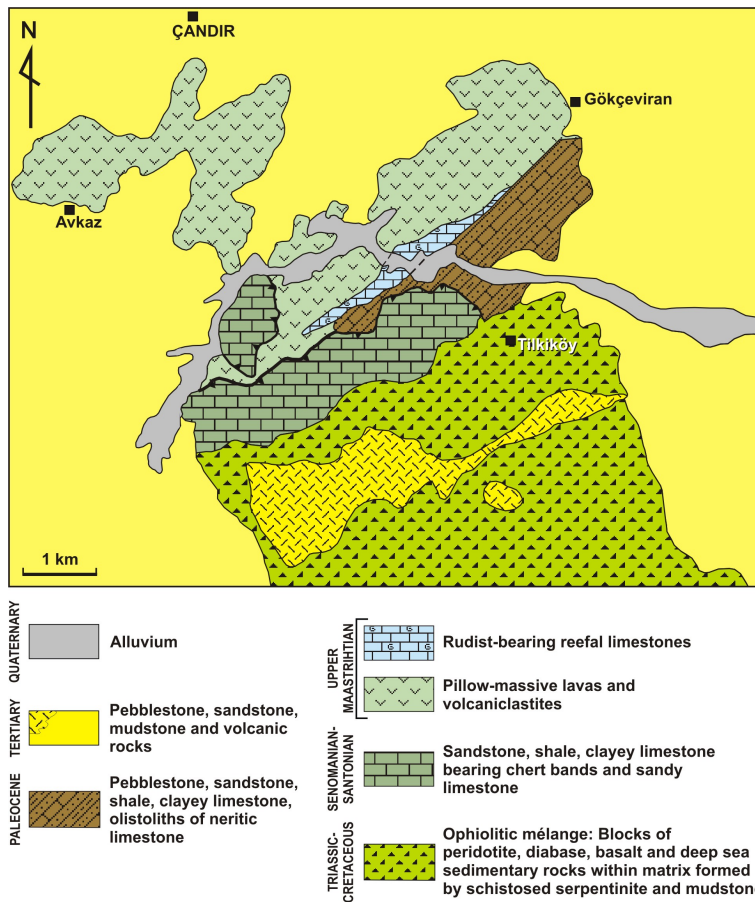 ÇANDIR
N
Gökçeviran
Avkaz
Tilkiköy
1 km
QUATERNARY
Alluvium
TERTIARY
Pebblestone, sandstone,
mudstone and volcanic
rocks
PALEOCENE
Pebblestone, sandstone,
shale, clayey limestone,
olistoliths of neritic
limestone
UPPER
MAASTRIHTIAN
G
G
G
Rudist-bearing reefal limestones
Pillow-massive lavas and
volcaniclastites
SENOMANIAN-
SANTONIAN
Sandstone, shale, clayey limestone
bearing chert bands and sandy
limestone
TRIASSIC-
CRETACEOUS
Ophiolitic mélange: Blocks of
peridotite, diabase, basalt and deep sea
sedimentary rocks within matrix formed
by schistosed serpentinite and mudston